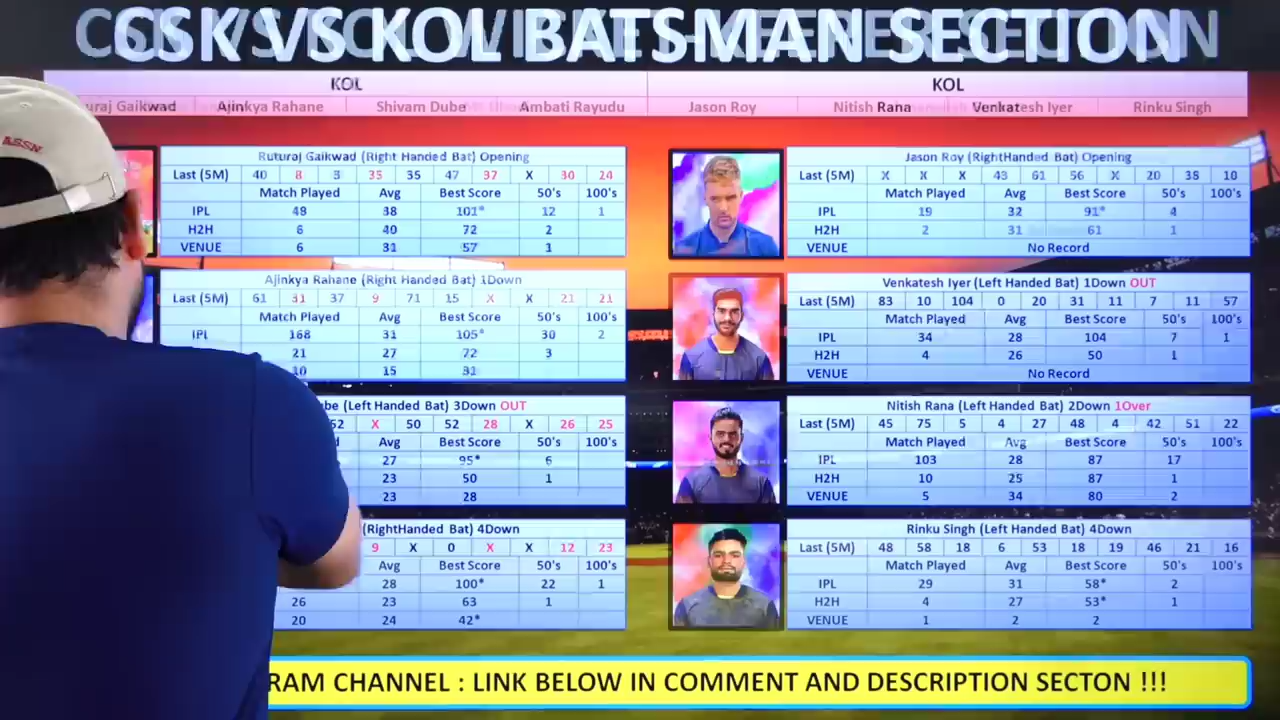 CSK VS KOL BATSMAN SECTION
KOL KOL
uraj Gaikwad Ajinkya Rahane Shivam Dube Ambati Rayudu Jason Roy Nitish Rana Venkatesh Iyer Rinku Singh
ASSN
Ruturaj Gaikwad (Right Handed Bat) Opening
Last (5M) 40 8 3 35 35 47 37 X 30 24
Match Played Avg Best Score 50's 100's
IPL 48 38 101* 12 1
H2H 6 40 72 2
VENUE 6 31 57 1
Ajinkya Rahane (Right Handed Bat) 1Down
Last (5M) 61 31 37 9 71 15 X X 21 21
Match Played Avg Best Score 50's 100's
IPL 168 31 105* 30 2
21 27 72 3
10 15 31
be (Left Handed Bat) 3Down OUT
52 X 50 52 28 X 26 25
d Avg Best Score 50's 100's
27 95* 6
23 50 1
23 28
(RightHanded Bat) 4Down
9 X 0 X X 12 23
Avg Best Score 50's 100's
28 100* 22 1
26 23 63 1
20 24 42*
Jason Roy (RightHanded Bat) Opening
Last (5M) X X X 43 61 56 X 20 38 10
Match Played Avg Best Score 50's 100's
IPL 19 32 91* 4
H2H 2 31 61 1
VENUE No Record
Venkatesh Iyer (Left Handed Bat) 1Down OUT
Last (5M) 83 10 104 0 20 31 11 7 11 57
Match Played Avg Best Score 50's 100's
IPL 34 28 104 7 1
H2H 4 26 50 1
VENUE No Record
Nitish Rana (Left Handed Bat) 2Down 1Over
Last (5M) 45 75 5 4 27 48 4 42 51 22
Match Played Avg Best Score 50's 100's
IPL 103 28 87 17
H2H 10 25 87 1
VENUE 5 34 80 2
Rinku Singh (Left Handed Bat) 4Down
Last (5M) 48 58 18 6 53 18 19 46 21 16
Match Played Avg Best Score 50's 100's
IPL 29 31 58* 2
H2H 4 27 53* 1
VENUE 1 2 2
RAM CHANNEL : LINK BELOW IN COMMENT AND DESCRIPTION SECTON !!!